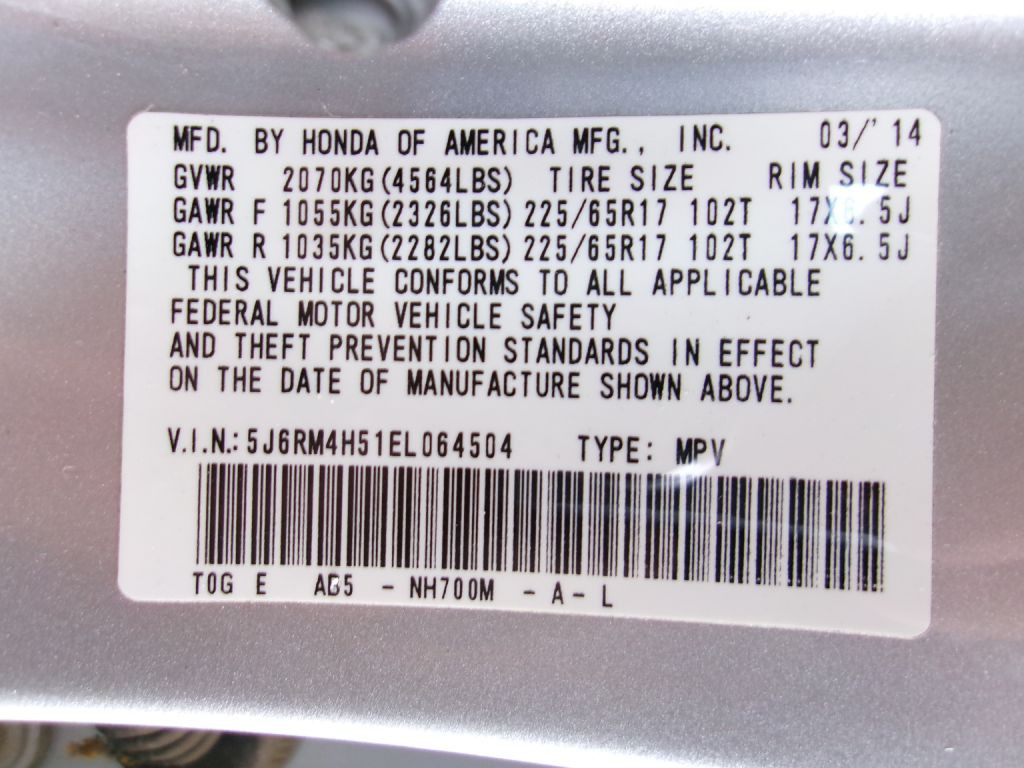 MFD. BY HONDA OF AMERICA MFG., INC. 03/'14
GVWR 2070KG(4564LBS) TIRE SIZE RIM SIZE
GAWR F 1055KG(2326LBS) 225/65R17 102T 17X6.5J
GAWR R 1035KG(2282LBS) 225/65R17 102T 17X6.5J
THIS VEHICLE CONFORMS TO ALL APPLICABLE
FEDERAL MOTOR VEHICLE SAFETY
AND THEFT PREVENTION STANDARDS IN EFFECT
ON THE DATE OF MANUFACTURE SHOWN ABOVE.
V.I.N.: 5J6RM4H51EL064504 TYPE: MPV
T0G E AB5 - NH700M - A - L